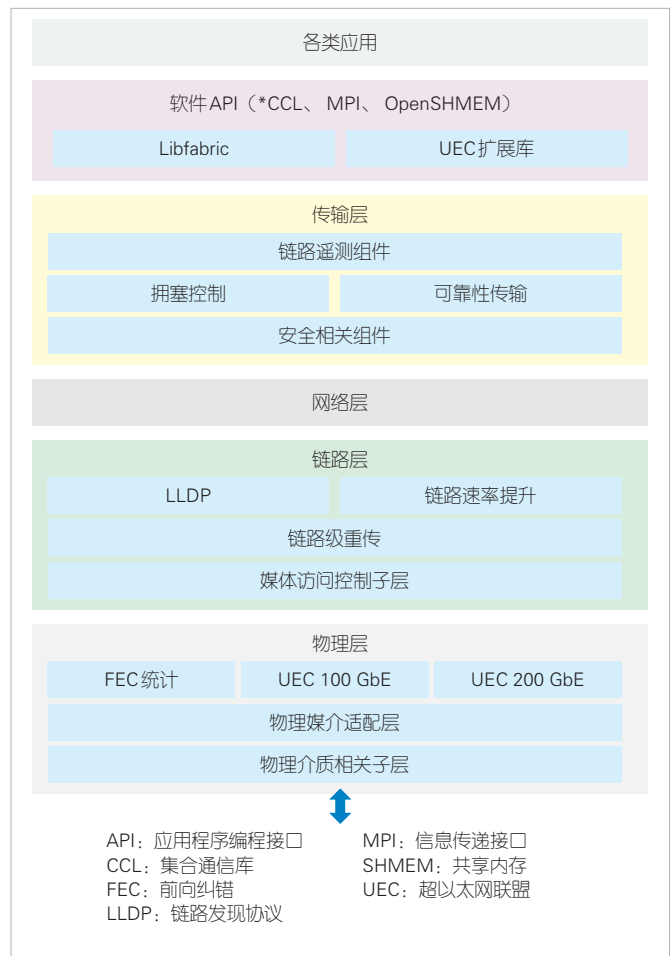 各类应用
软件API（*CCL、 MPI、 OpenSHMEM）
Libfabric
UEC扩展库
传输层
链路遥测组件
拥塞控制
可靠性传输
安全相关组件
网络层
链路层
LLDP
链路速率提升
链路级重传
媒体访问控制子层
物理层
FEC统计
UEC 100 GbE
UEC 200 GbE
物理媒介适配层
物理介质相关子层
API：应用程序编程接口
CCL：集合通信库
FEC：前向纠错
LLDP：链路发现协议
MPI：信息传递接口
SHMEM：共享内存
UEC：超以太网联盟